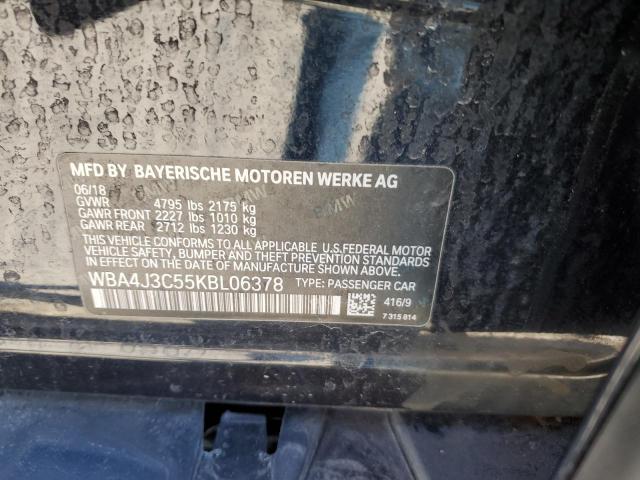 MFD BY BAYERISCHE MOTOREN WERKE AG
06/18
GVWR 4795 lbs 2175 kg
GAWR FRONT 2227 lbs 1010 kg
GAWR REAR 2712 lbs 1230 kg
THIS VEHICLE CONFORMS TO ALL APPLICABLE U.S.FEDERAL MOTOR
VEHICLE SAFETY, BUMPER AND THEFT PREVENTION STANDARDS
IN EFFECT ON THE DATE OF MANUFACTURE SHOWN ABOVE.
WBA4J3C55KBL06378 TYPE: PASSENGER CAR
416/9
7 315 814